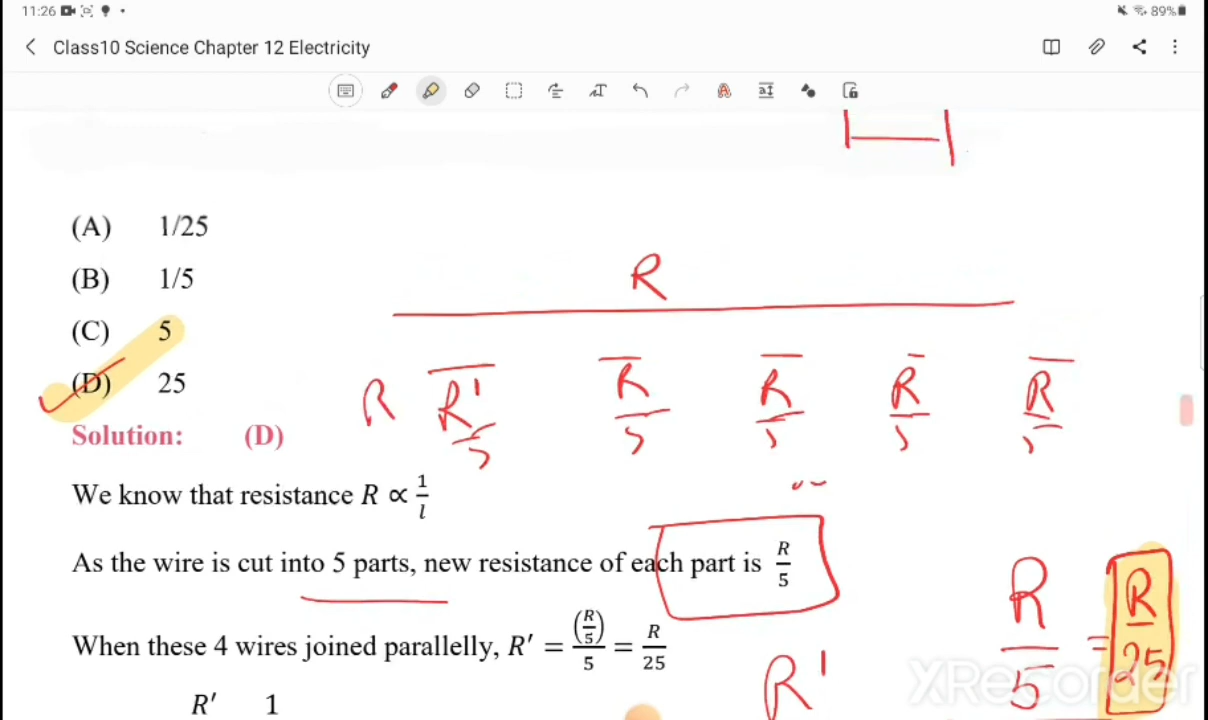 11:26 89%
Class10 Science Chapter 12 Electricity
(A) 1/25
(B) 1/5
(C) 5
(D) 25
Solution: (D)
R
R R'/5 R/5 R/5 R/5 R/5
We know that resistance R ∝ 1/l
As the wire is cut into 5 parts, new resistance of each part is R/5
When these 4 wires joined parallelly, R' = (R/5)/5 = R/25
R/5 = R/25
R'
R' 1
XRecorder